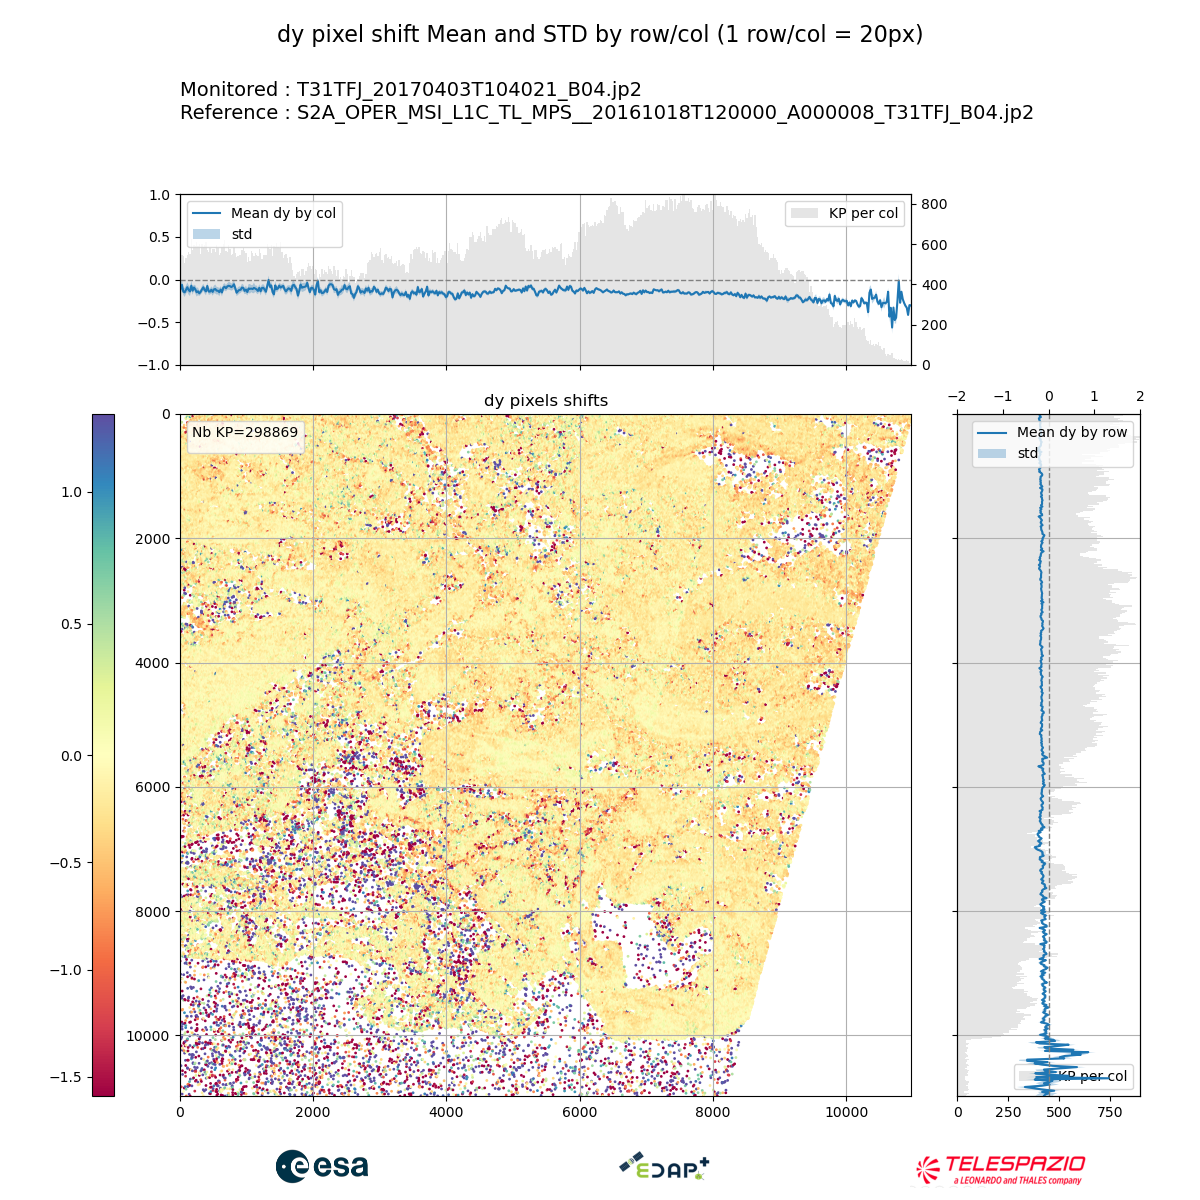 dy pixel shift Mean and STD by row/col (1 row/col = 20px)
Monitored : T31TFJ_20170403T104021_B04.jp2
Reference : S2A_OPER_MSI_L1C_TL_MPS__20161018T120000_A000008_T31TFJ_B04.jp2
1.0
0.5
0.0
−0.5
−1.0
Mean dy by col
std
KP per col
800
600
400
200
0
dy pixels shifts
Nb KP=298869
0
2000
4000
6000
8000
10000
0
2000
4000
6000
8000
10000
1.0
0.5
0.0
−0.5
−1.0
−1.5
−2
−1
0
1
2
Mean dy by row
std
KP per col
0
250
500
750
esa
EDAP+
TELESPAZIO
a LEONARDO and THALES company